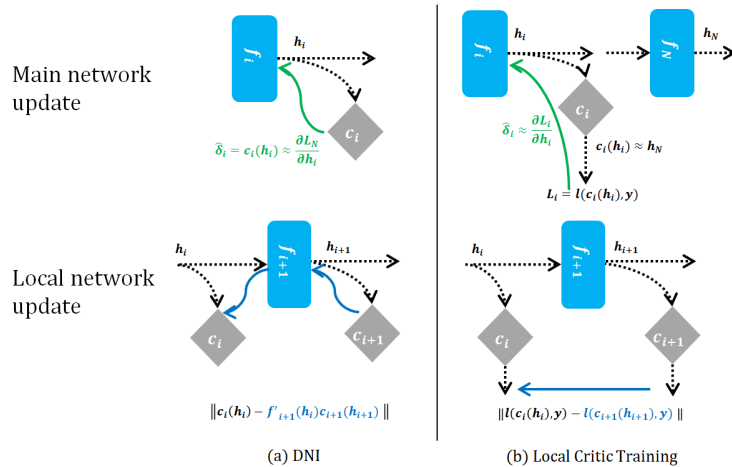 Main network
update
f_i
h_i
c_i
δ̂_i = c_i(h_i) ≈ ∂L_N/∂h_i
f_i
h_i
f_N
h_N
c_i
δ̂_i ≈ ∂L_i/∂h_i
c_i(h_i) ≈ h_N
L_i = l(c_i(h_i), y)
Local network
update
h_i
f_{i+1}
h_{i+1}
c_i
c_{i+1}
‖c_i(h_i) − f'_{i+1}(h_i)c_{i+1}(h_{i+1}) ‖
h_i
f_{i+1}
h_{i+1}
c_i
c_{i+1}
‖l(c_i(h_i), y) − l(c_{i+1}(h_{i+1}), y) ‖
(a) DNI
(b) Local Critic Training